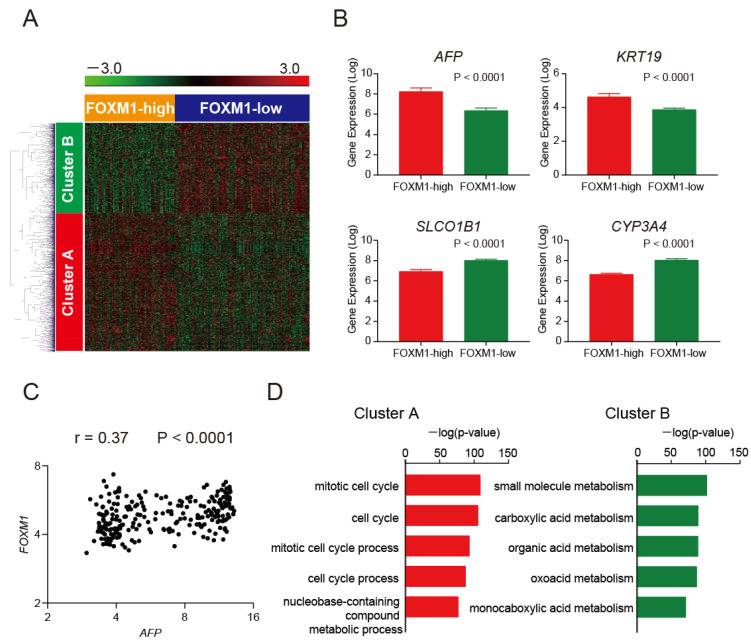 A
−3.0 3.0
FOXM1-high FOXM1-low
Cluster B
Cluster A
B
AFP
P < 0.0001
Gene Expression (Log)
10
8
6
4
2
0
FOXM1-high FOXM1-low
KRT19
P < 0.0001
Gene Expression (Log)
6
4
2
0
FOXM1-high FOXM1-low
SLCO1B1
P < 0.0001
Gene Expression (Log)
10
8
6
4
2
0
FOXM1-high FOXM1-low
CYP3A4
P < 0.0001
Gene Expression (Log)
10
8
6
4
2
0
FOXM1-high FOXM1-low
C
r = 0.37 P < 0.0001
FOXM1
8
4
2
2 4 8 16
AFP
D
Cluster A
−log(p-value)
0 50 100 150
mitotic cell cycle
cell cycle
mitotic cell cycle process
cell cycle process
nucleobase-containing
compound
metabolic process
Cluster B
−log(p-value)
0 50 100 150
small molecule metabolism
carboxylic acid metabolism
organic acid metabolism
oxoacid metabolism
monocaboxylic acid metabolism